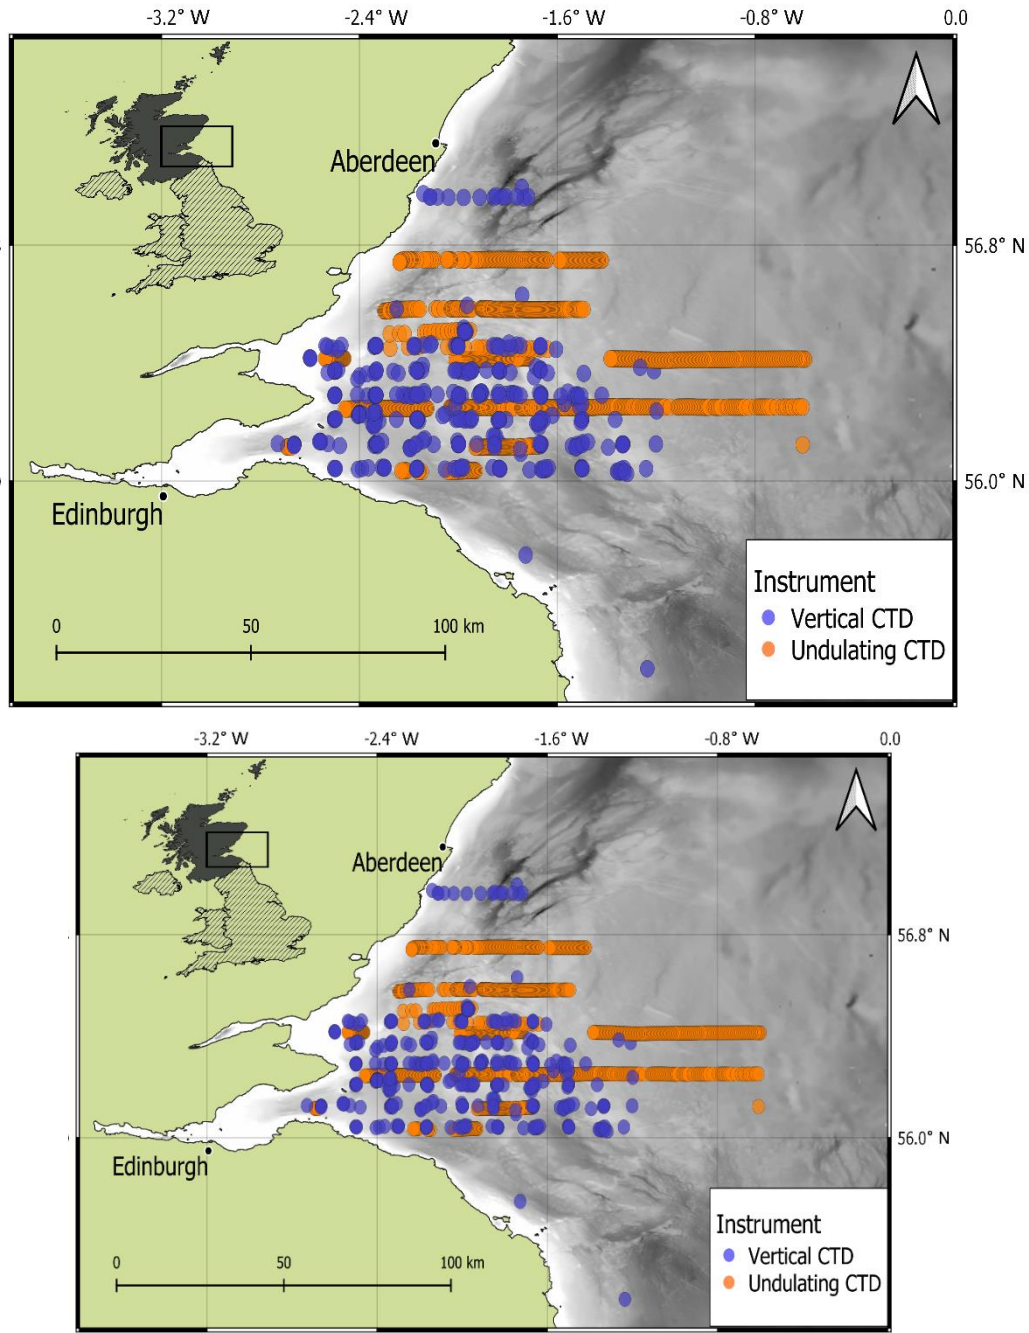 -3.2° W -2.4° W -1.6° W -0.8° W 0.0
Aberdeen
56.8° N
56.0° N
Edinburgh
Instrument
Vertical CTD
Undulating CTD
0 50 100 km
-3.2° W -2.4° W -1.6° W -0.8° W 0.0
Aberdeen
56.8° N
56.0° N
Edinburgh
Instrument
Vertical CTD
Undulating CTD
0 50 100 km